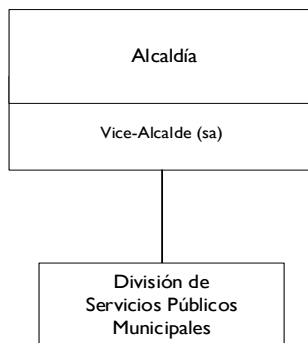 Alcaldía
Vice-Alcalde (sa)
División de
Servicios Públicos
Municipales